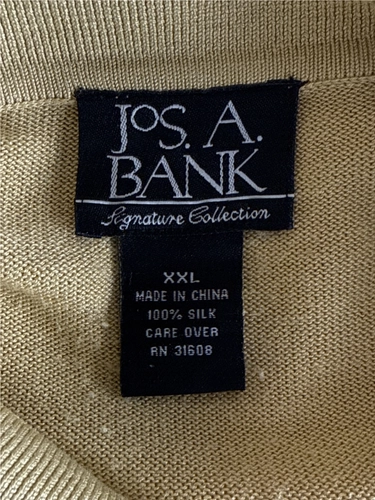 JOS. A.
BANK
Signature Collection
XXL
MADE IN CHINA
100% SILK
CARE OVER
RN 31608